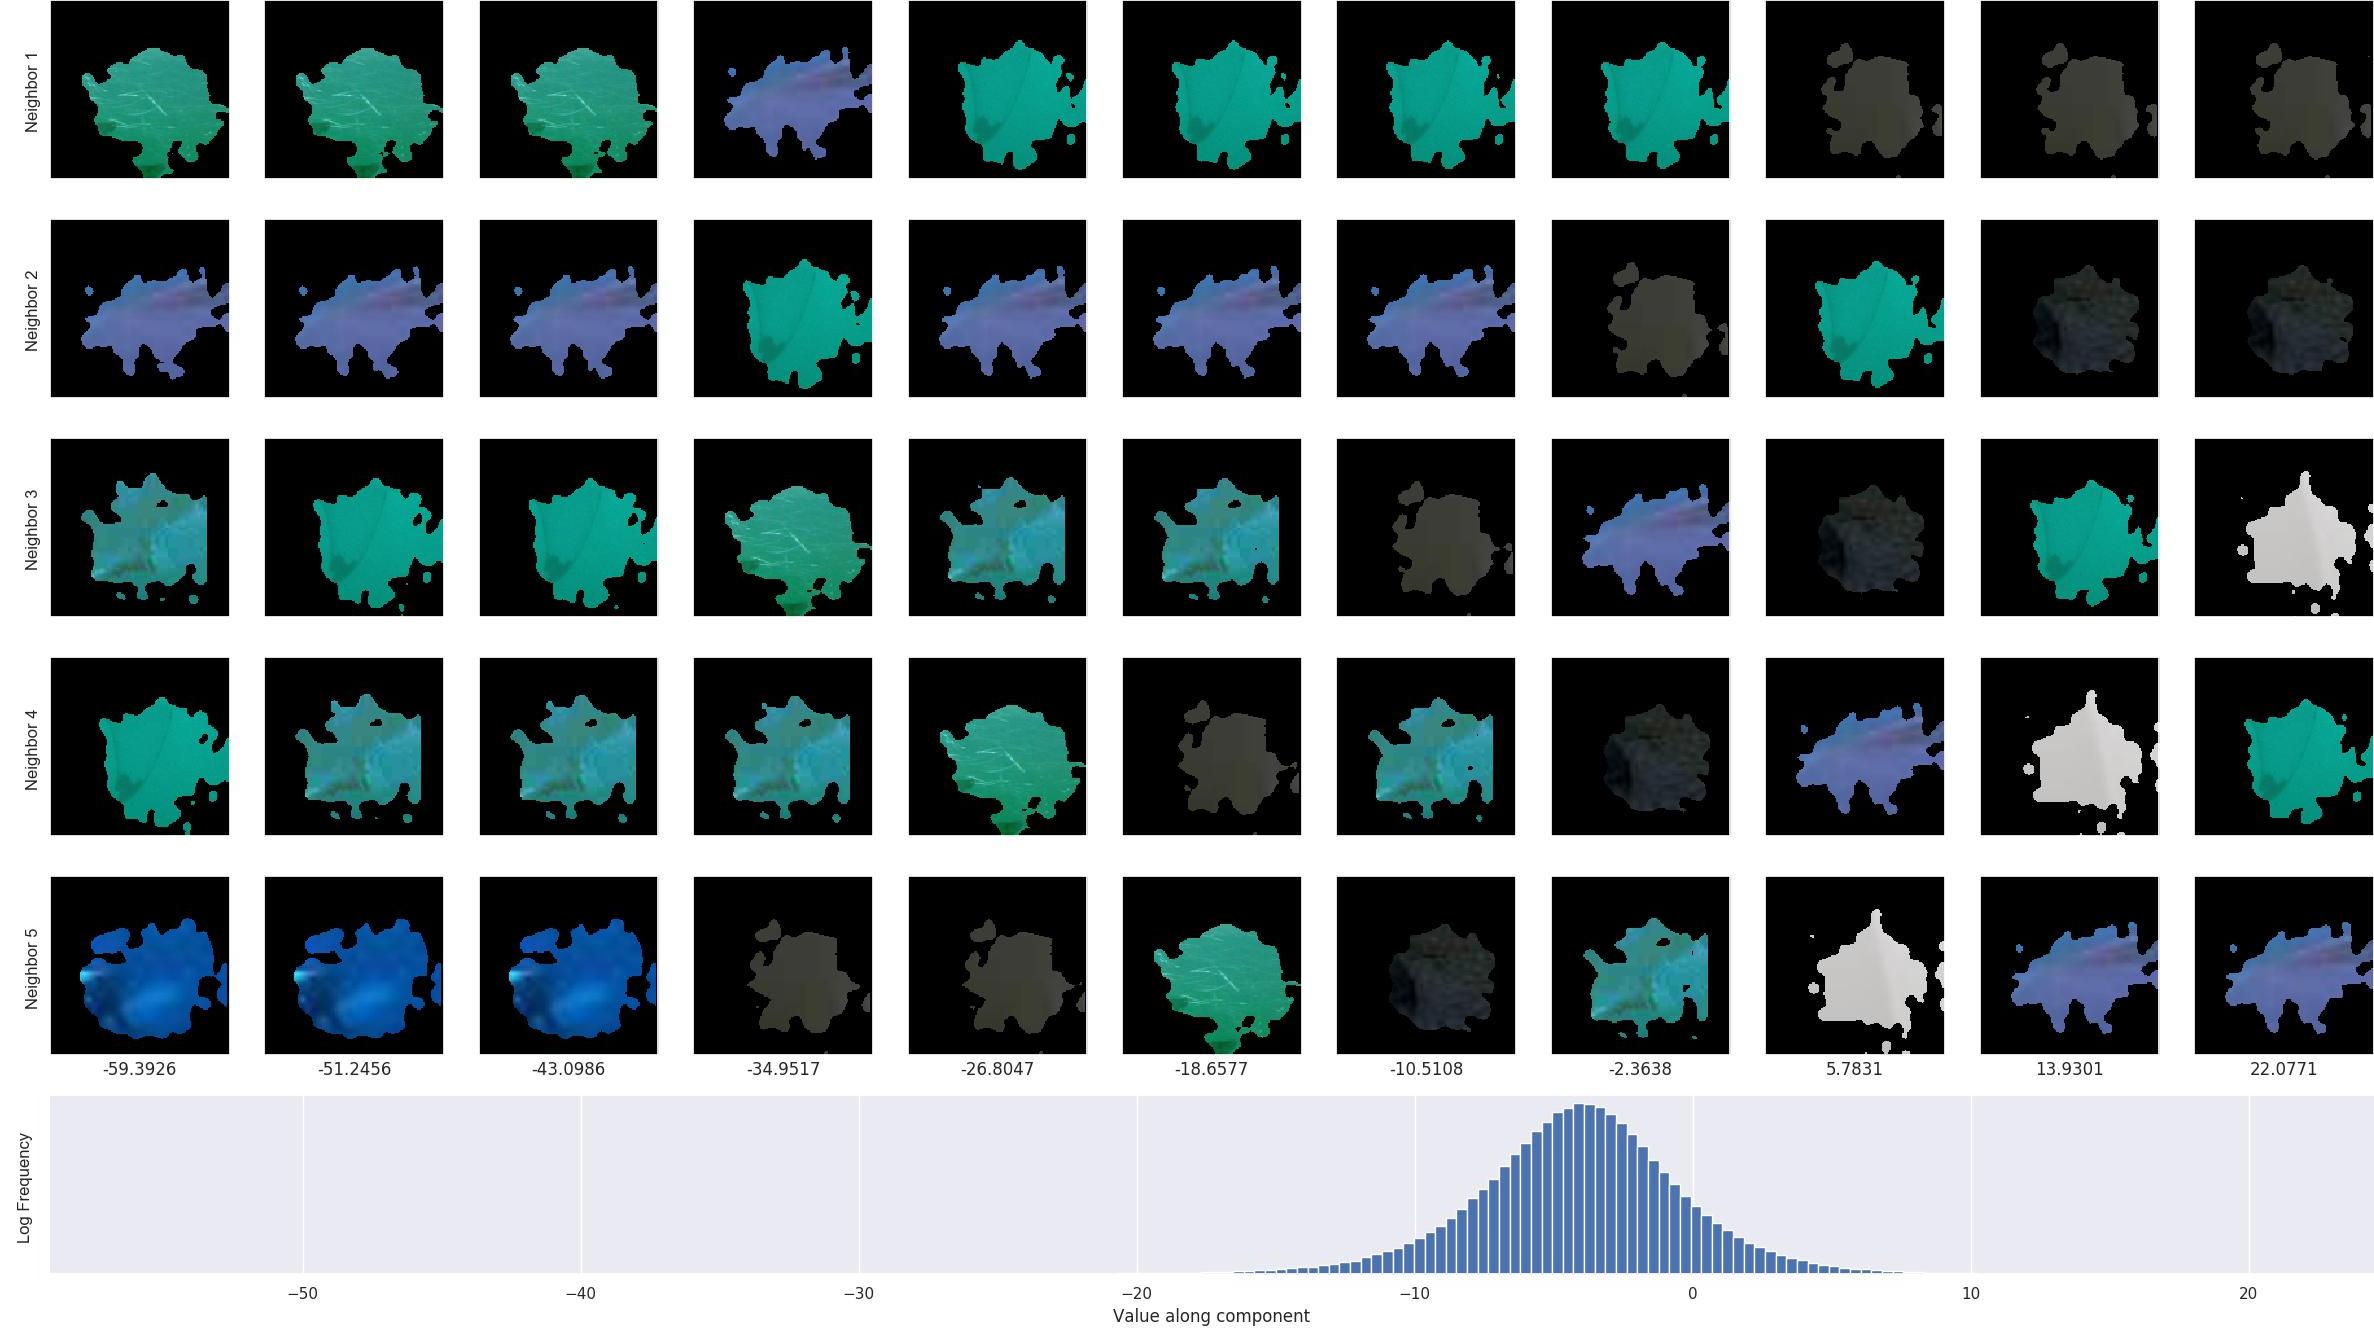 Neighbor 1
Neighbor 2
Neighbor 3
Neighbor 4
Neighbor 5
-59.3926 -51.2456 -43.0986 -34.9517 -26.8047 -18.6577 -10.5108 -2.3638 5.7831 13.9301 22.0771
Log Frequency
−50 −40 −30 −20 −10 0 10 20
Value along component